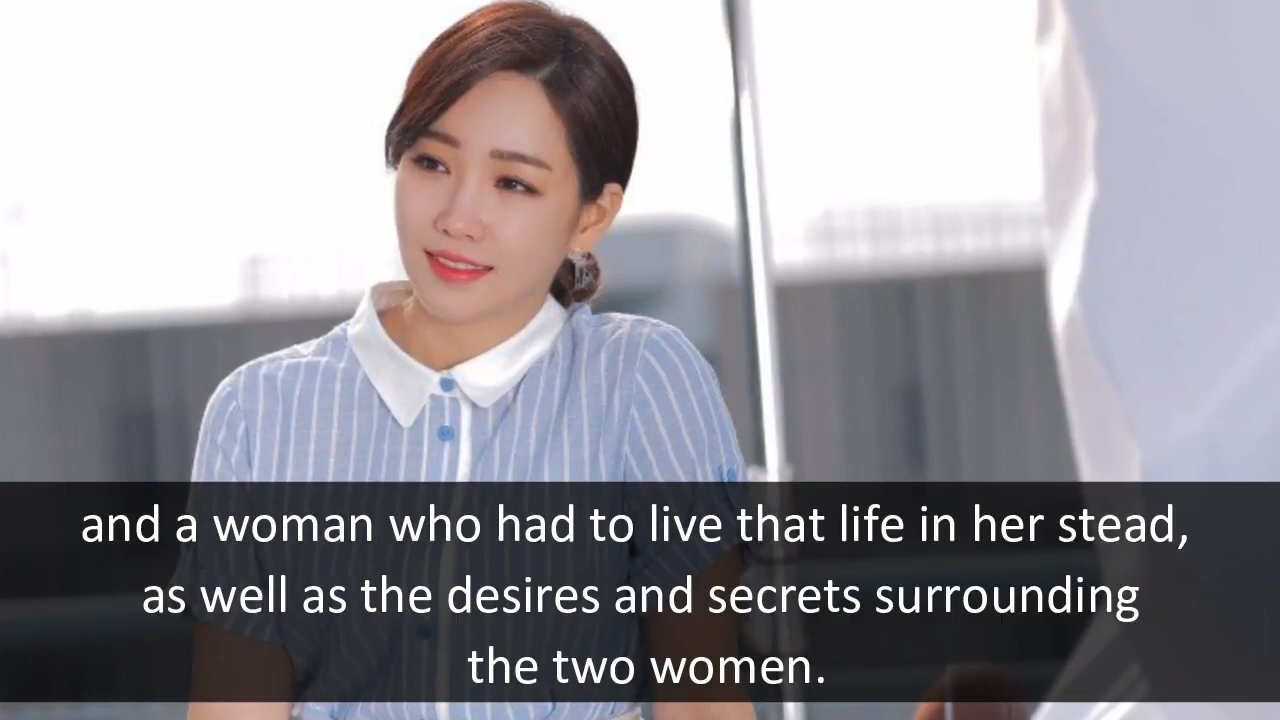 and a woman who had to live that life in her stead,
as well as the desires and secrets surrounding
the two women.